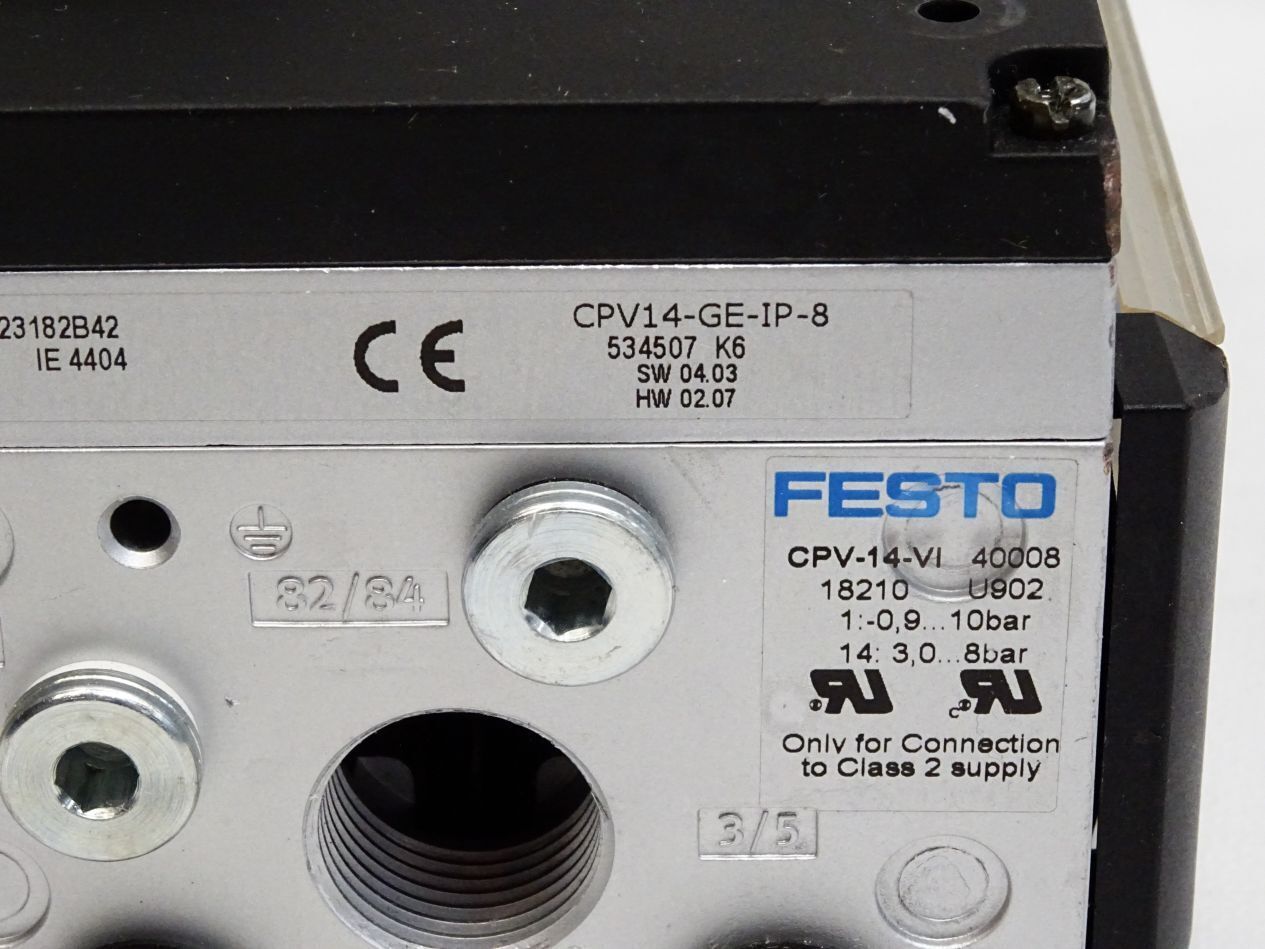 23182B42
IE 4404
CE
CPV14-GE-IP-8
534507 K6
SW 04.03
HW 02.07
82/84
FESTO
CPV-14-VI 40008
18210 U902
1:-0,9...10bar
14: 3,0...8bar
Only for Connection
to Class 2 supply
3/5